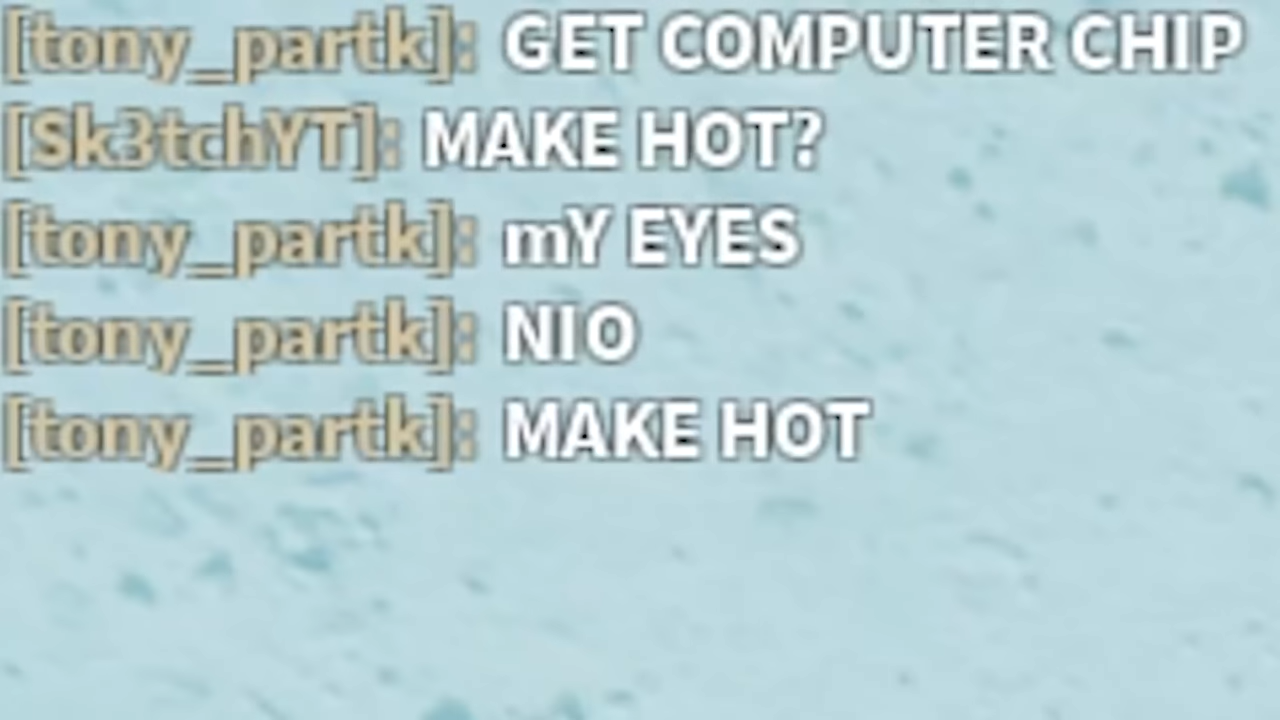 [tony_partk]: GET COMPUTER CHIP
[Sk3tchYT]: MAKE HOT?
[tony_partk]: mY EYES
[tony_partk]: NIO
[tony_partk]: MAKE HOT